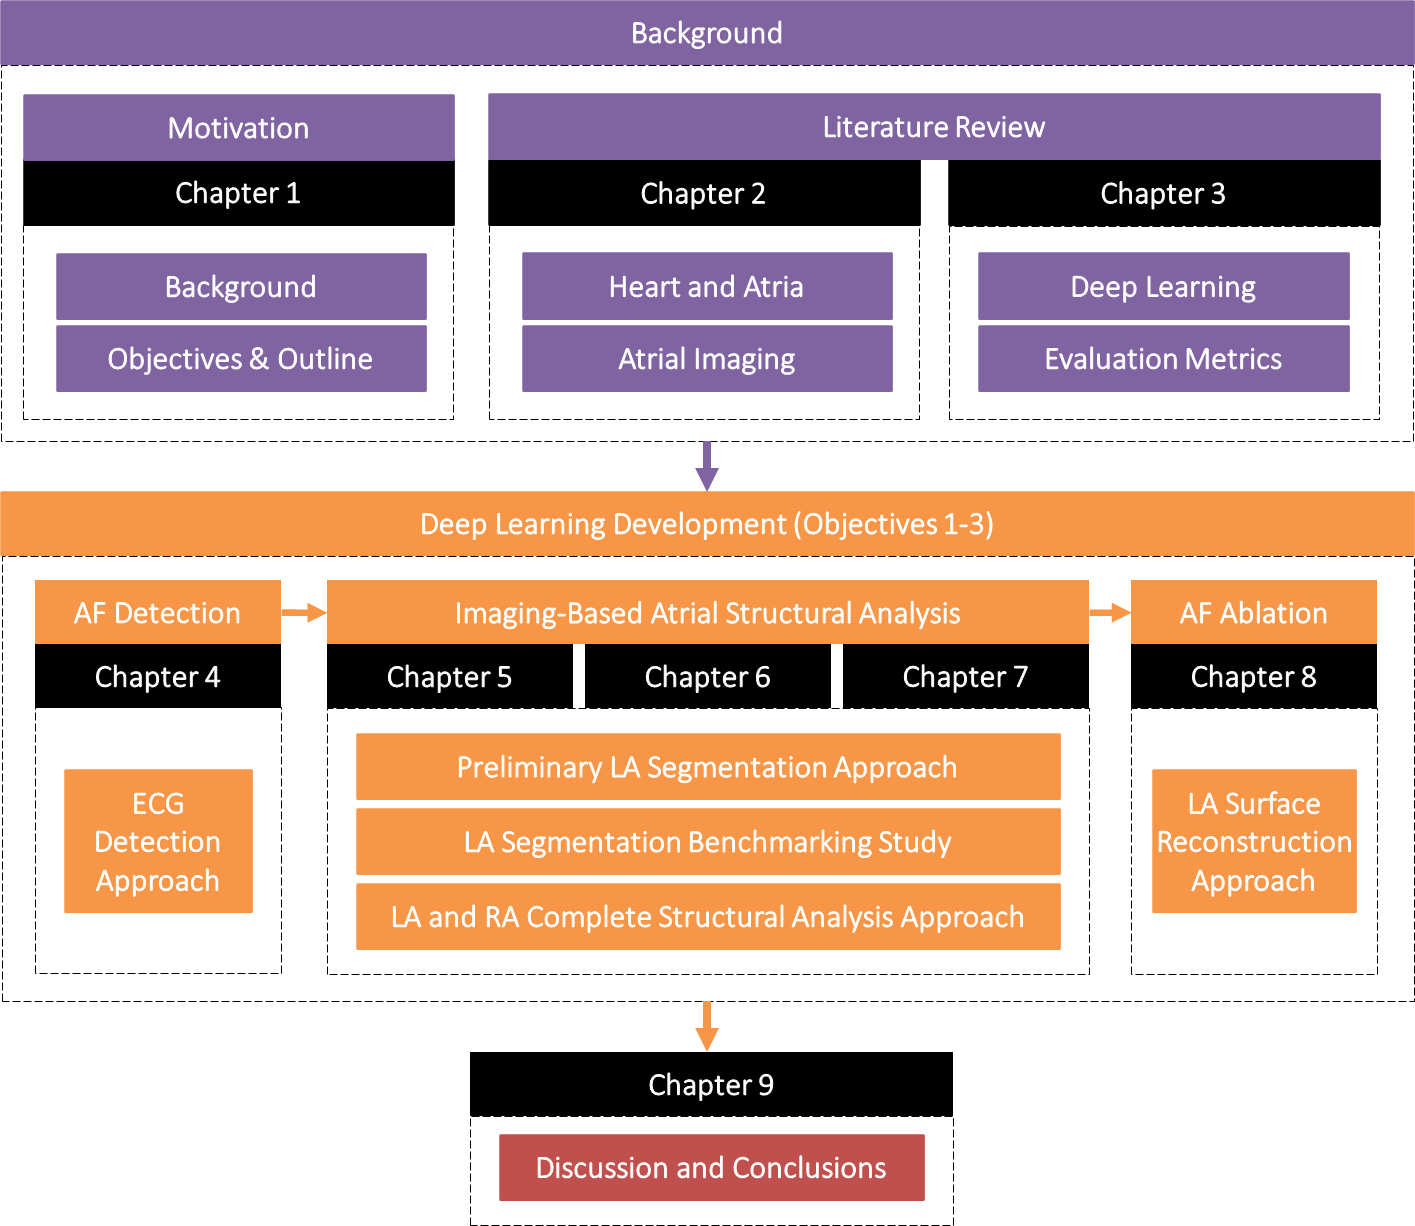 Background
Motivation
Literature Review
Chapter 1
Chapter 2
Chapter 3
Background
Objectives & Outline
Heart and Atria
Atrial Imaging
Deep Learning
Evaluation Metrics
Deep Learning Development (Objectives 1-3)
AF Detection
Imaging-Based Atrial Structural Analysis
AF Ablation
Chapter 4
Chapter 5
Chapter 6
Chapter 7
Chapter 8
ECG
Detection
Approach
Preliminary LA Segmentation Approach
LA Segmentation Benchmarking Study
LA and RA Complete Structural Analysis Approach
LA Surface
Reconstruction
Approach
Chapter 9
Discussion and Conclusions